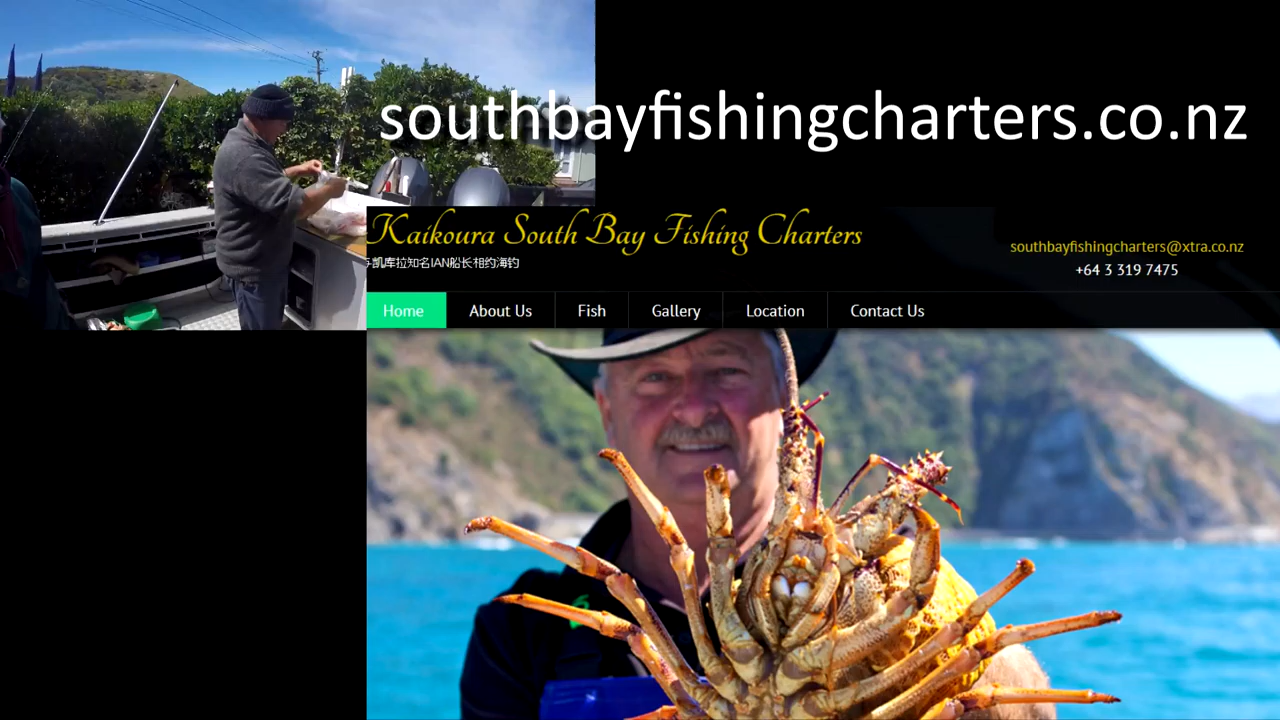 southbayfishingcharters.co.nz
Kaikoura South Bay Fishing Charters
与凯库拉知名IAN船长相约海钓
southbayfishingcharters@xtra.co.nz
+64 3 319 7475
Home About Us Fish Gallery Location Contact Us